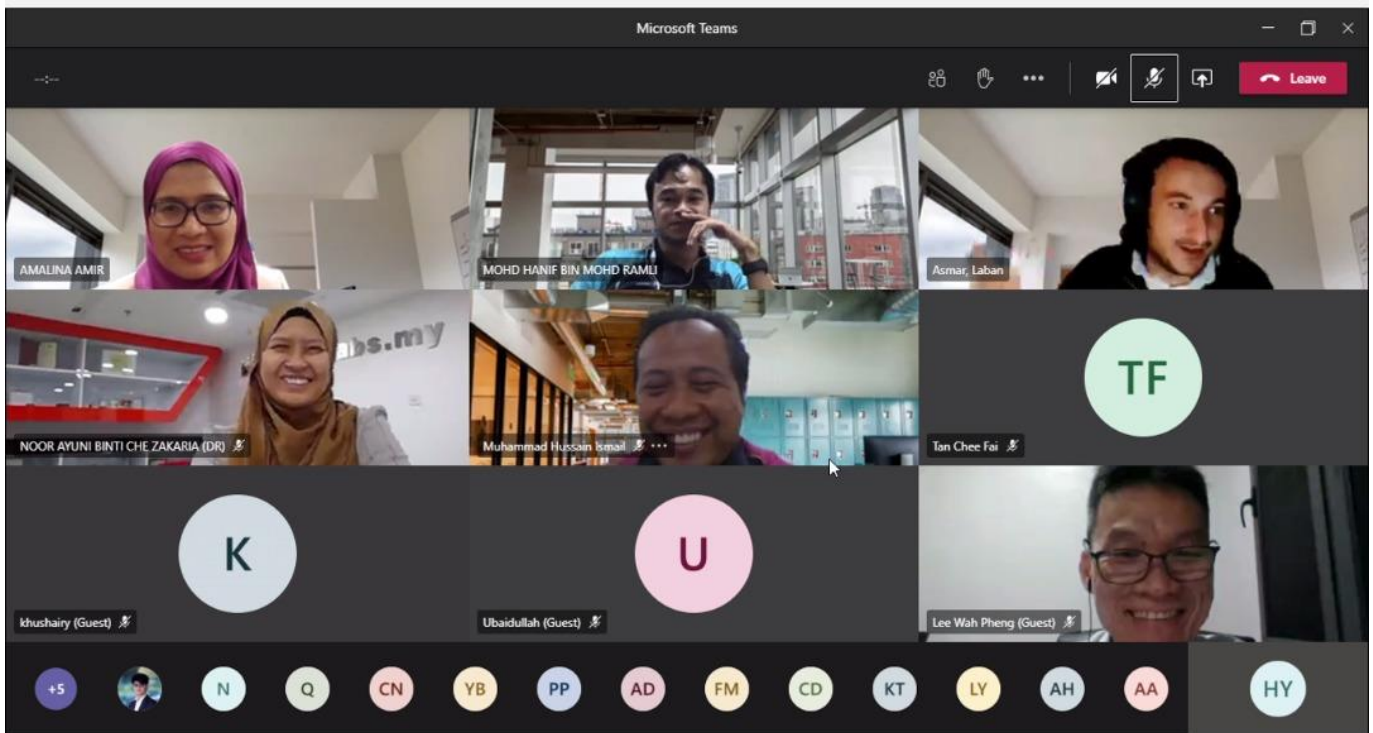 Microsoft Teams
--:--
Leave
AMALINA AMIR
MOHD HANIF BIN MOHD RAMLI
Asmar, Laban
abs.my
NOOR AYUNI BINTI CHE ZAKARIA (DR)
Muhammad Hussain Ismail
TF
Tan Chee Fai
K
khushairy (Guest)
U
Ubaidullah (Guest)
Lee Wah Pheng (Guest)
+5
N
Q
CN
YB
PP
AD
FM
CD
KT
LY
AH
AA
HY